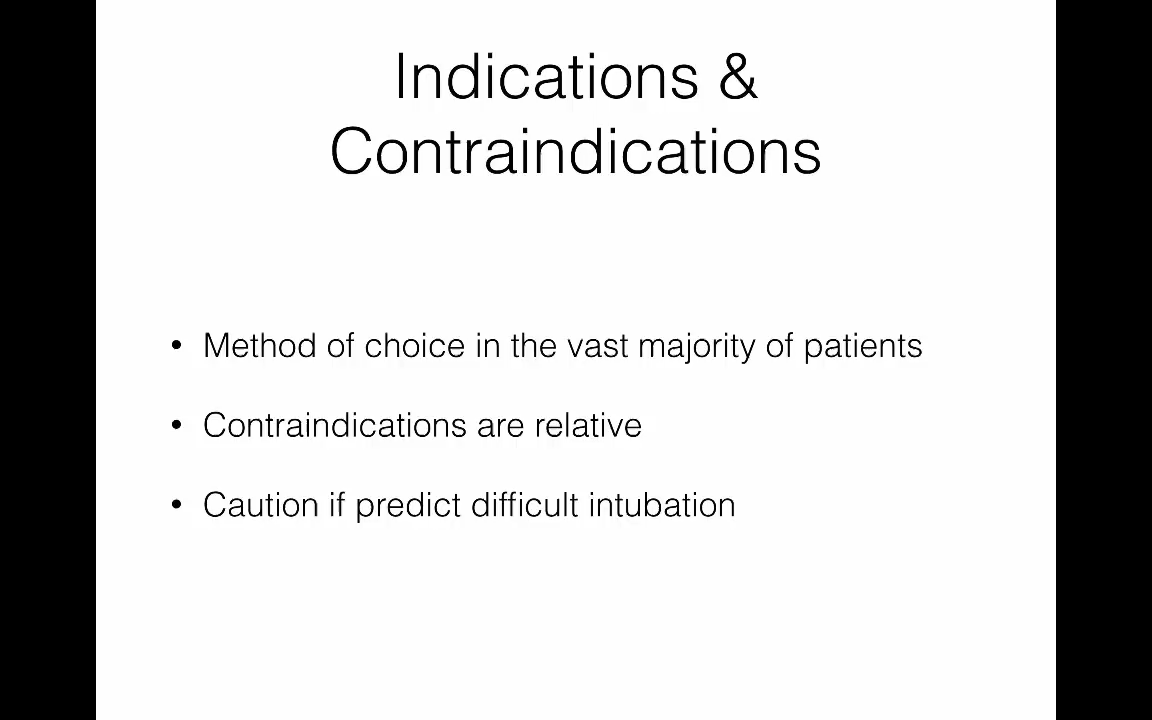 Indications &
Contraindications
• Method of choice in the vast majority of patients
• Contraindications are relative
• Caution if predict difficult intubation